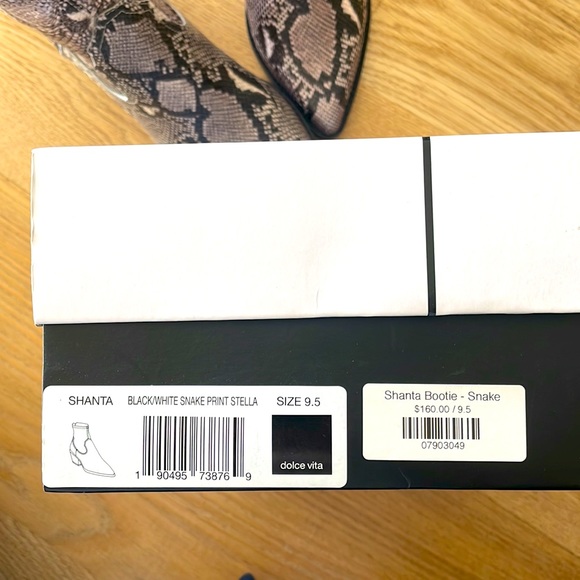 SHANTA BLACK/WHITE SNAKE PRINT STELLA SIZE 9.5
1 90495 73876 9
dolce vita
Shanta Bootie - Snake
$160.00 / 9.5
07903049